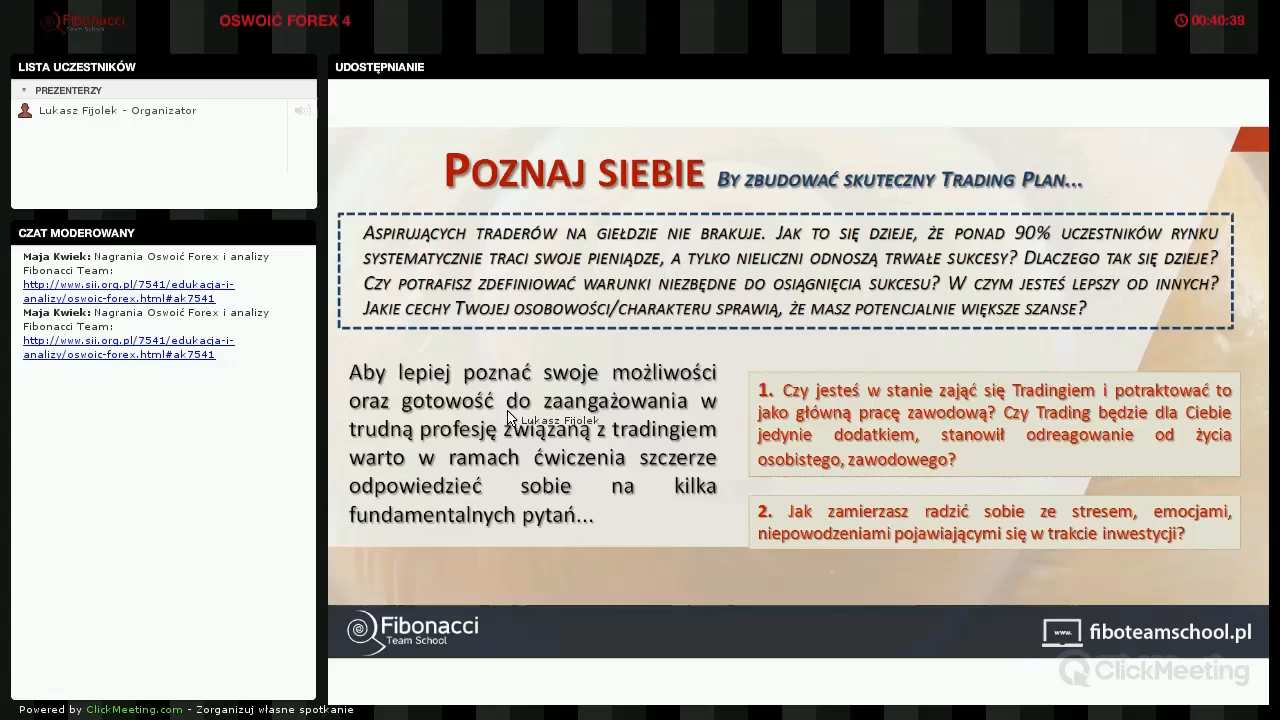 Fibonacci
Team School
OSWOIĆ FOREX 4
00:40:39
LISTA UCZESTNIKÓW
PREZENTERZY
Lukasz Fijolek - Organizator
CZAT MODEROWANY
Maja Kwiek: Nagrania Oswoić Forex i analizy
Fibonacci Team:
http://www.sii.org.pl/7541/edukacja-i-
analizy/oswoic-forex.html#ak7541
Maja Kwiek: Nagrania Oswoić Forex i analizy
Fibonacci Team:
http://www.sii.org.pl/7541/edukacja-i-
analizy/oswoic-forex.html#ak7541
UDOSTĘPNIANIE
POZNAJ SIEBIE BY ZBUDOWAĆ SKUTECZNY TRADING PLAN...
ASPIRUJĄCYCH TRADERÓW NA GIEŁDZIE NIE BRAKUJE. JAK TO SIĘ DZIEJE, ŻE PONAD 90% UCZESTNIKÓW RYNKU
SYSTEMATYCZNIE TRACI SWOJE PIENIĄDZE, A TYLKO NIELICZNI ODNOSZĄ TRWAŁE SUKCESY? DLACZEGO TAK SIĘ DZIEJE?
CZY POTRAFISZ ZDEFINIOWAĆ WARUNKI NIEZBĘDNE DO OSIĄGNIĘCIA SUKCESU? W CZYM JESTEŚ LEPSZY OD INNYCH?
JAKIE CECHY TWOJEJ OSOBOWOŚCI/CHARAKTERU SPRAWIĄ, ŻE MASZ POTENCJALNIE WIĘKSZE SZANSE?
Aby lepiej poznać swoje możliwości
oraz gotowość do zaangażowania w
Lukasz Fijolek
trudną profesję związaną z tradingiem
warto w ramach ćwiczenia szczerze
odpowiedzieć sobie na kilka
fundamentalnych pytań...
1. Czy jesteś w stanie zająć się Tradingiem i potraktować to
jako główną pracę zawodową? Czy Trading będzie dla Ciebie
jedynie dodatkiem, stanowił odreagowanie od życia
osobistego, zawodowego?
2. Jak zamierzasz radzić sobie ze stresem, emocjami,
niepowodzeniami pojawiającymi się w trakcie inwestycji?
Fibonacci
Team School
www.
fiboteamschool.pl
ClickMeeting
Powered by ClickMeeting.com - Zorganizuj własne spotkanie